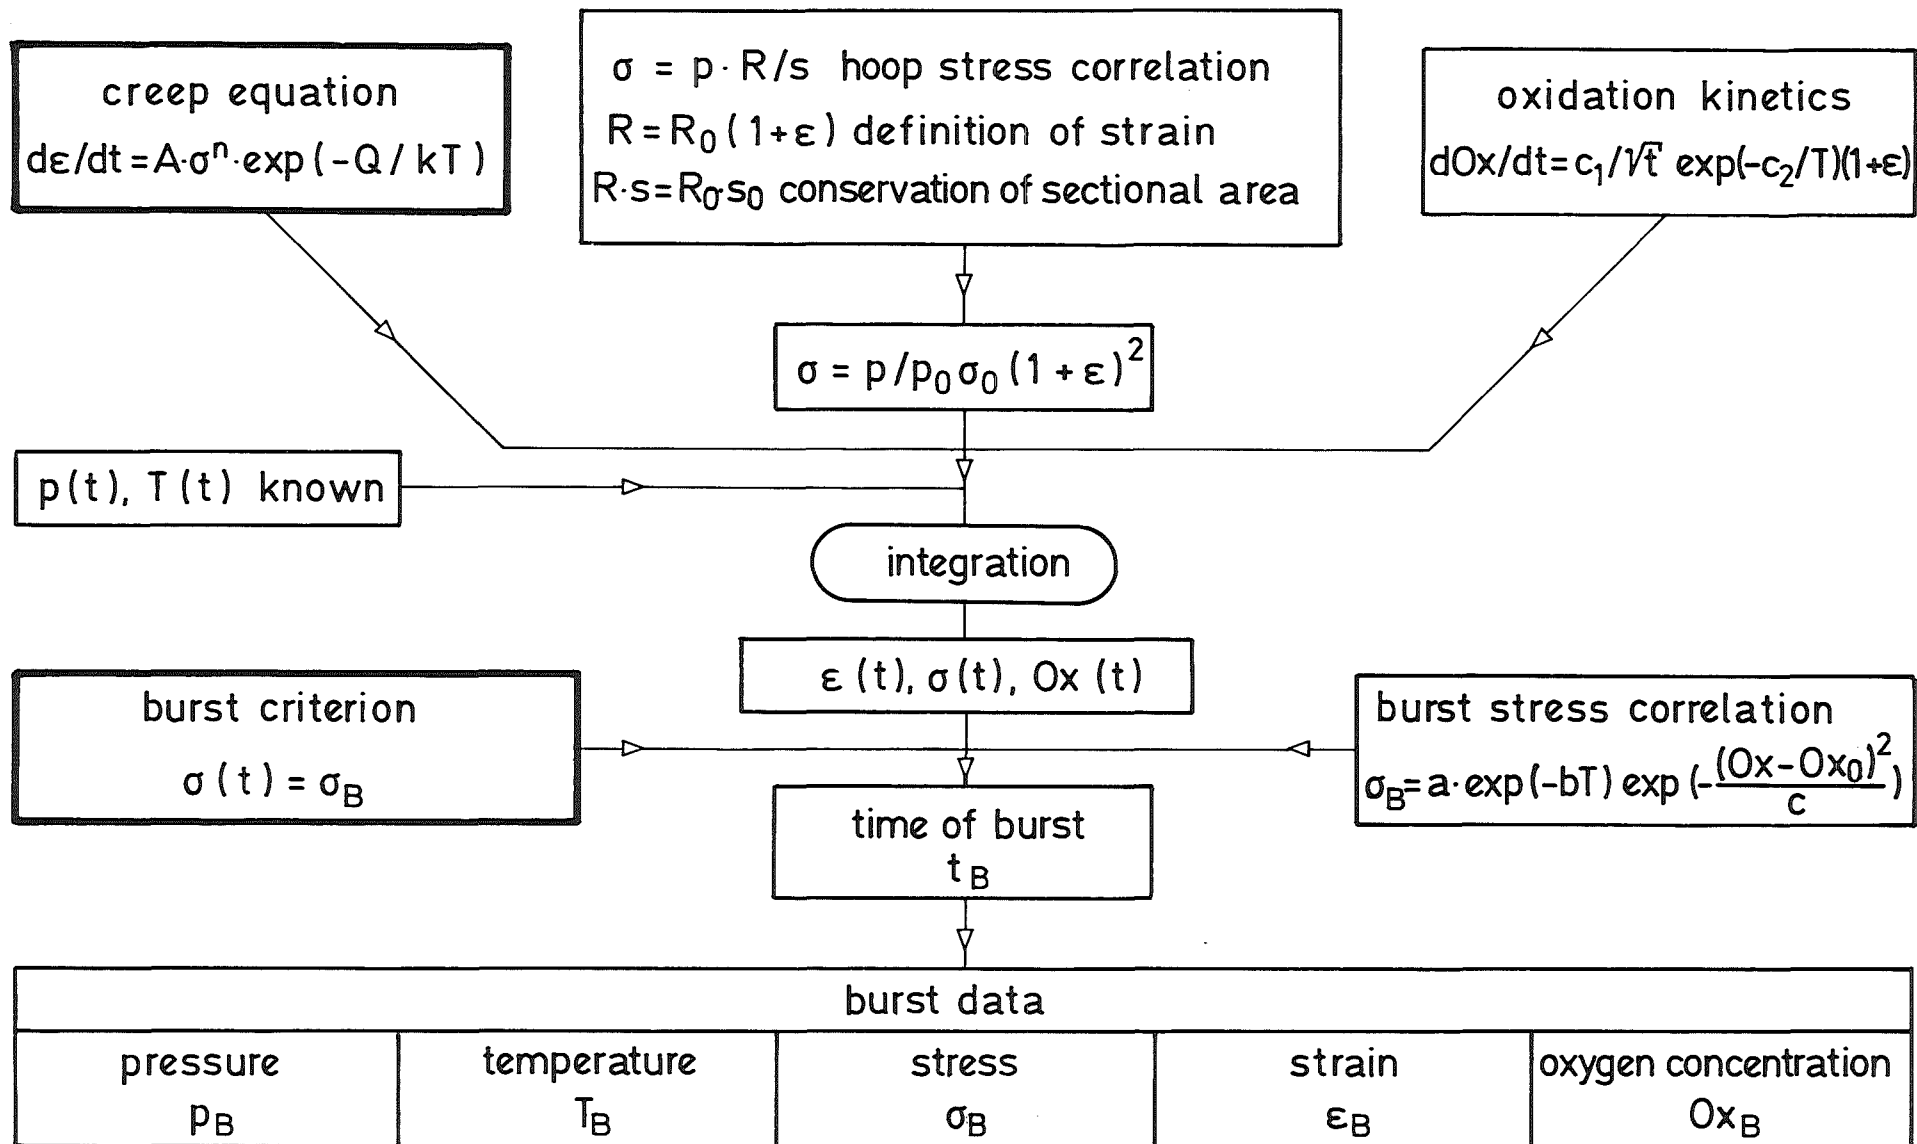 creep equation
dε/dt=A·σⁿ·exp(-Q/kT)
σ = p·R/s hoop stress correlation
R=R₀(1+ε) definition of strain
R·s=R₀·s₀ conservation of sectional area
oxidation kinetics
dOx/dt=c₁/√t exp(-c₂/T)(1+ε)
σ = p/p₀σ₀(1+ε)²
p(t), T(t) known
integration
ε(t), σ(t), Ox(t)
burst criterion
σ(t) = σ_B
burst stress correlation
σ_B=a·exp(-bT) exp(-(Ox-Ox₀)²/c)
time of burst
t_B
burst data
pressure
p_B
temperature
T_B
stress
σ_B
strain
ε_B
oxygen concentration
Ox_B